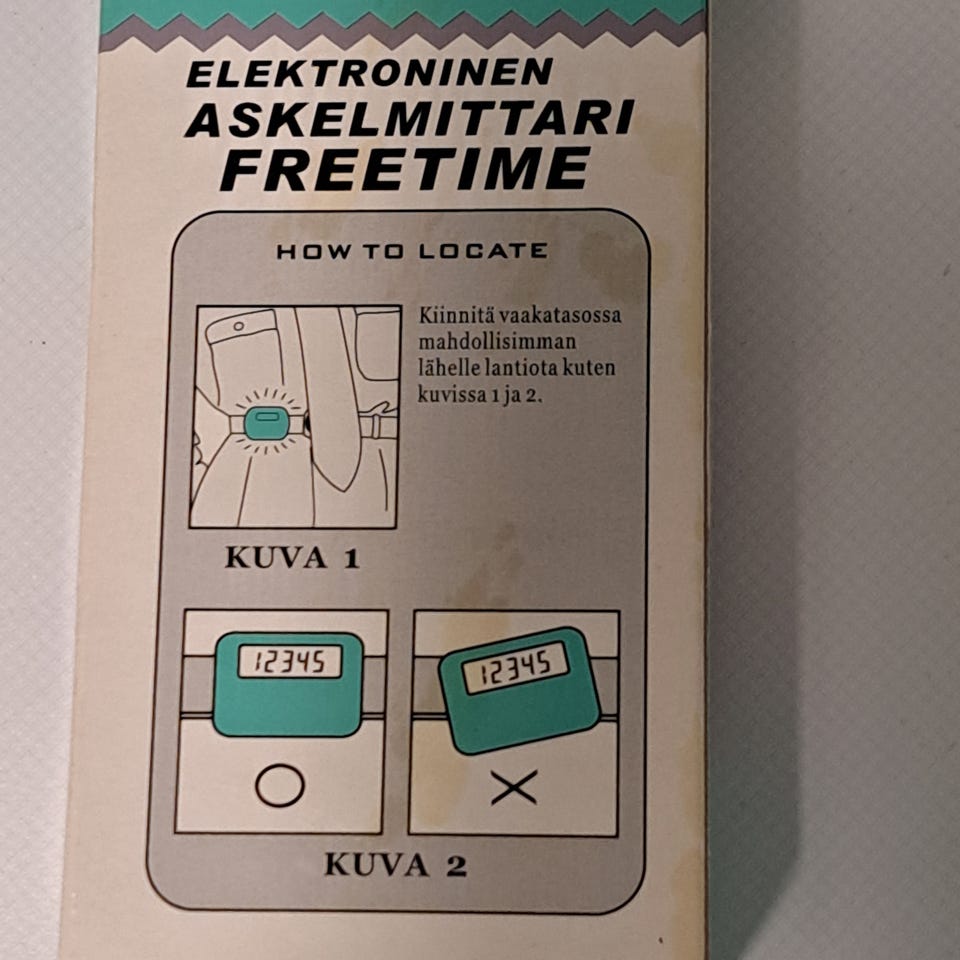 ELEKTRONINEN
ASKELMITTARI
FREETIME
HOW TO LOCATE
Kiinnitä vaakatasossa
mahdollisimman
lähelle lantiota kuten
kuvissa 1 ja 2.
KUVA 1
12345
12345
KUVA 2